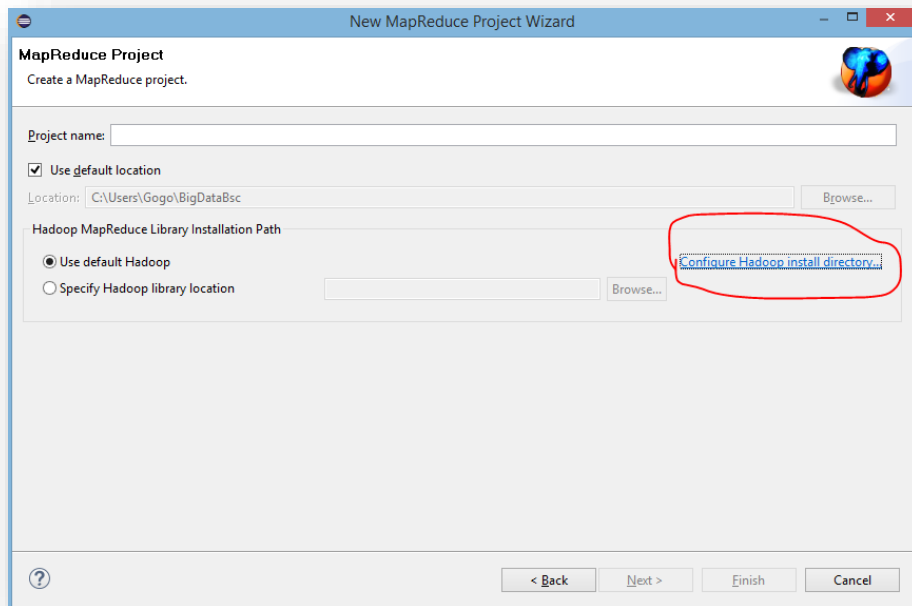 New MapReduce Project Wizard
MapReduce Project
Create a MapReduce project.
Project name:
Use default location
Location: C:\Users\Gogo\BigDataBsc Browse...
Hadoop MapReduce Library Installation Path
Use default Hadoop Configure Hadoop install directory...
Specify Hadoop library location Browse...
? < Back Next > Finish Cancel